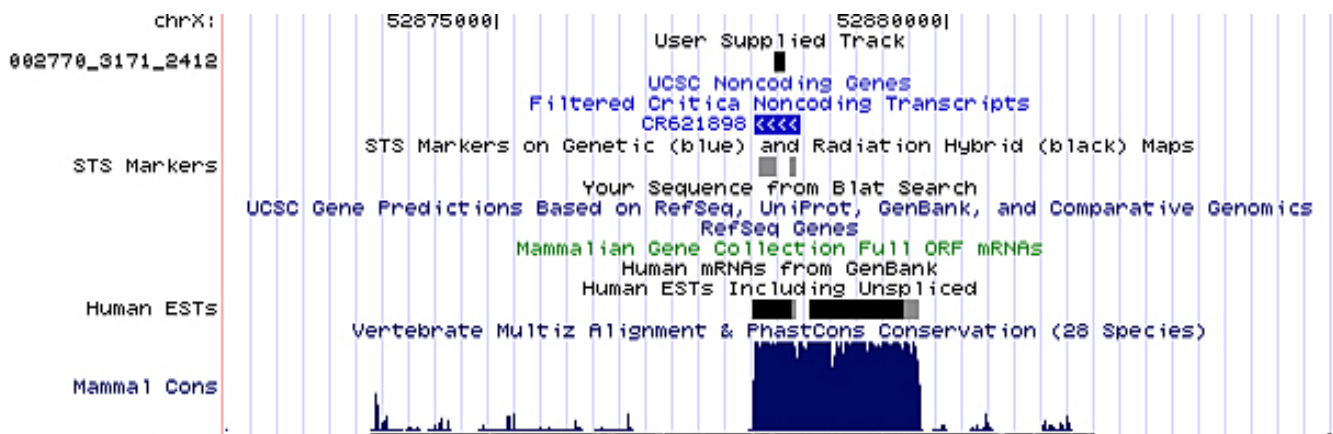 chrX: 52875000| 52880000|
User Supplied Track
002770_3171_2412
UCSC Noncoding Genes
Filtered Critica Noncoding Transcripts
CR621898 <<<<
STS Markers on Genetic (blue) and Radiation Hybrid (black) Maps
STS Markers
Your Sequence from Blat Search
UCSC Gene Predictions Based on RefSeq, UniProt, GenBank, and Comparative Genomics
RefSeq Genes
Mammalian Gene Collection Full ORF mRNAs
Human mRNAs from GenBank
Human ESTs Including Unspliced
Human ESTs
Vertebrate Multiz Alignment & PhastCons Conservation (28 Species)
Mammal Cons